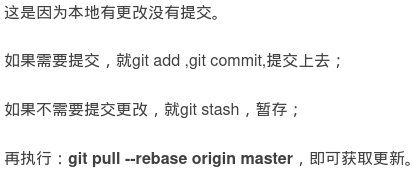 这是因为本地有更改没有提交。
如果需要提交，就git add ,git commit,提交上去；
如果不需要提交更改，就git stash，暂存；
再执行：git pull --rebase origin master，即可获取更新。